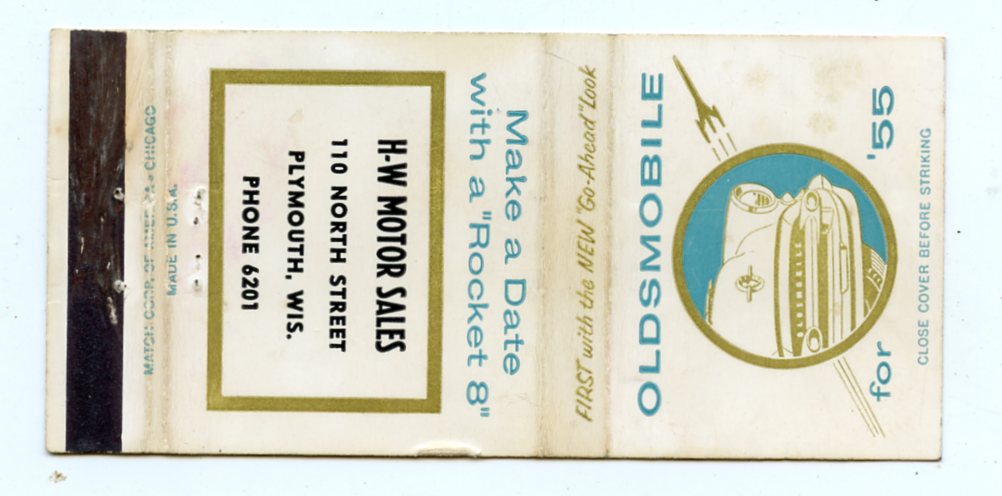 CLOSE COVER BEFORE STRIKING
for '55
OLDSMOBILE
OLDSMOBILE
FIRST with the NEW "Go-Ahead" Look
Make a Date
with a "Rocket 8"
H-W MOTOR SALES
110 NORTH STREET
PLYMOUTH, WIS.
PHONE 6201
MADE IN U.S.A.
MATCH CORP. OF AMERICA • CHICAGO